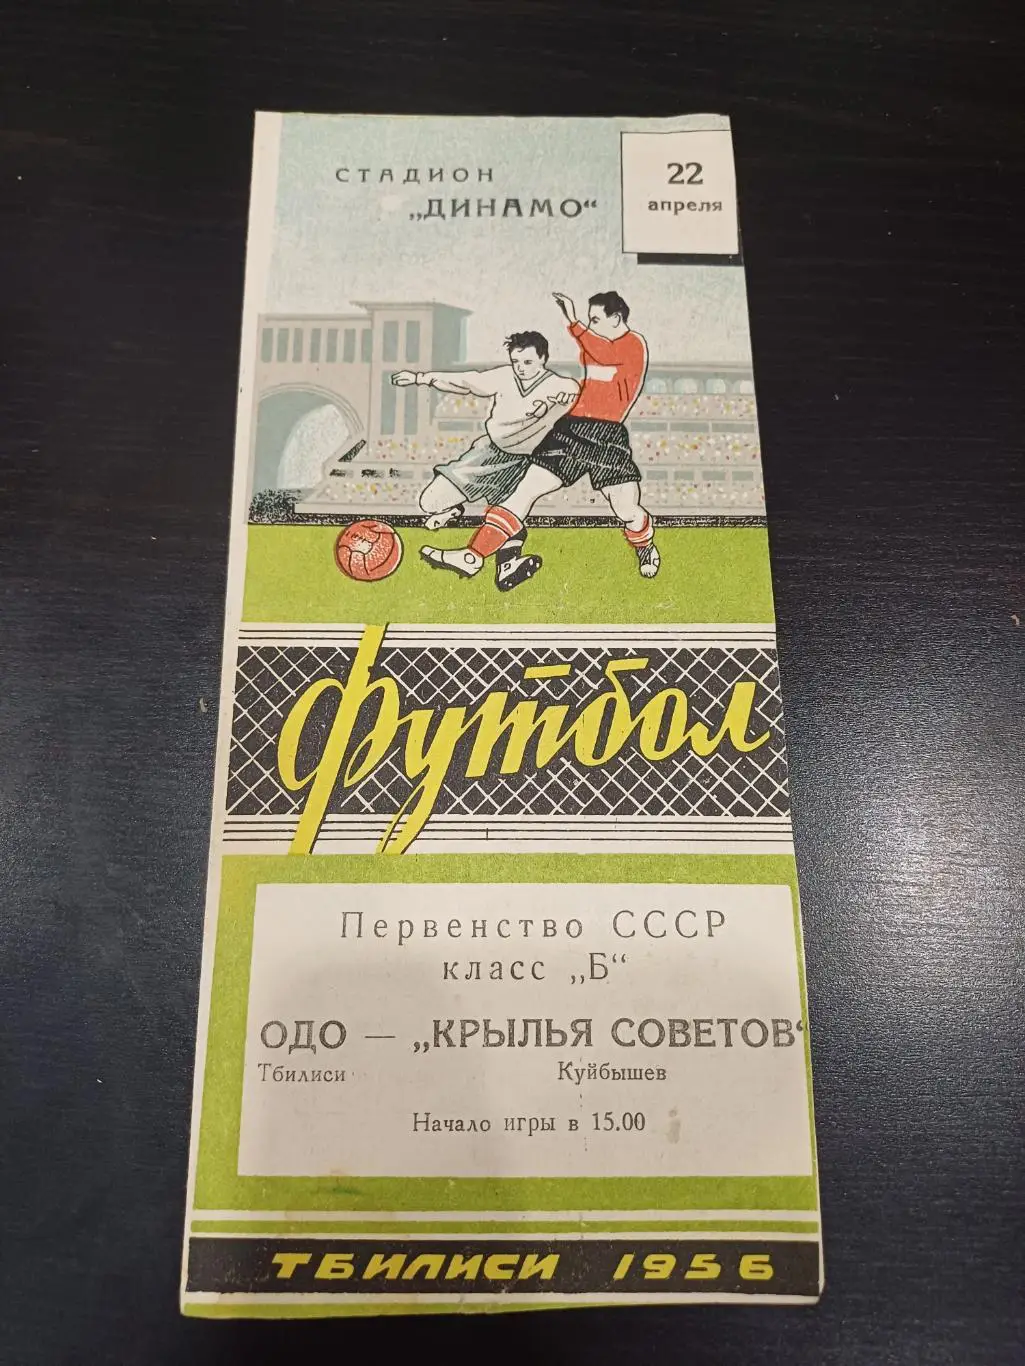 СТАДИОН
„ДИНАМО“
22
апреля
11
Футбол
Первенство СССР
класс „Б“
ОДО — „КРЫЛЬЯ СОВЕТОВ“
Тбилиси Куйбышев
Начало игры в 15.00
ТБИЛИСИ 1956